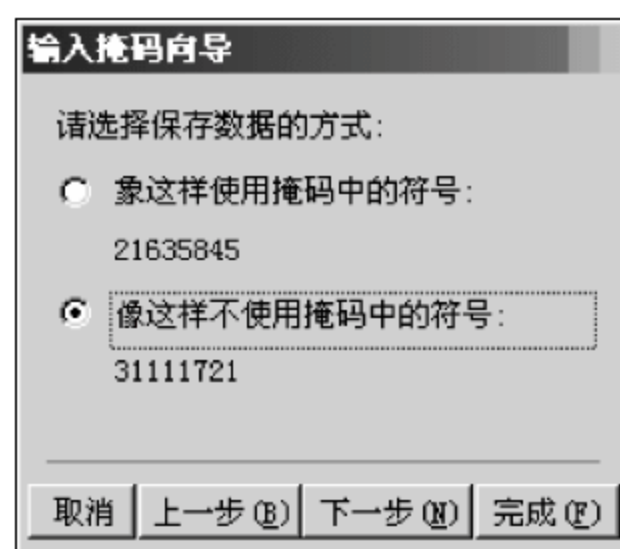 输入掩码向导
请选择保存数据的方式:
象这样使用掩码中的符号:
21635845
像这样不使用掩码中的符号:
31111721
取消 上一步(B) 下一步(N) 完成(F)